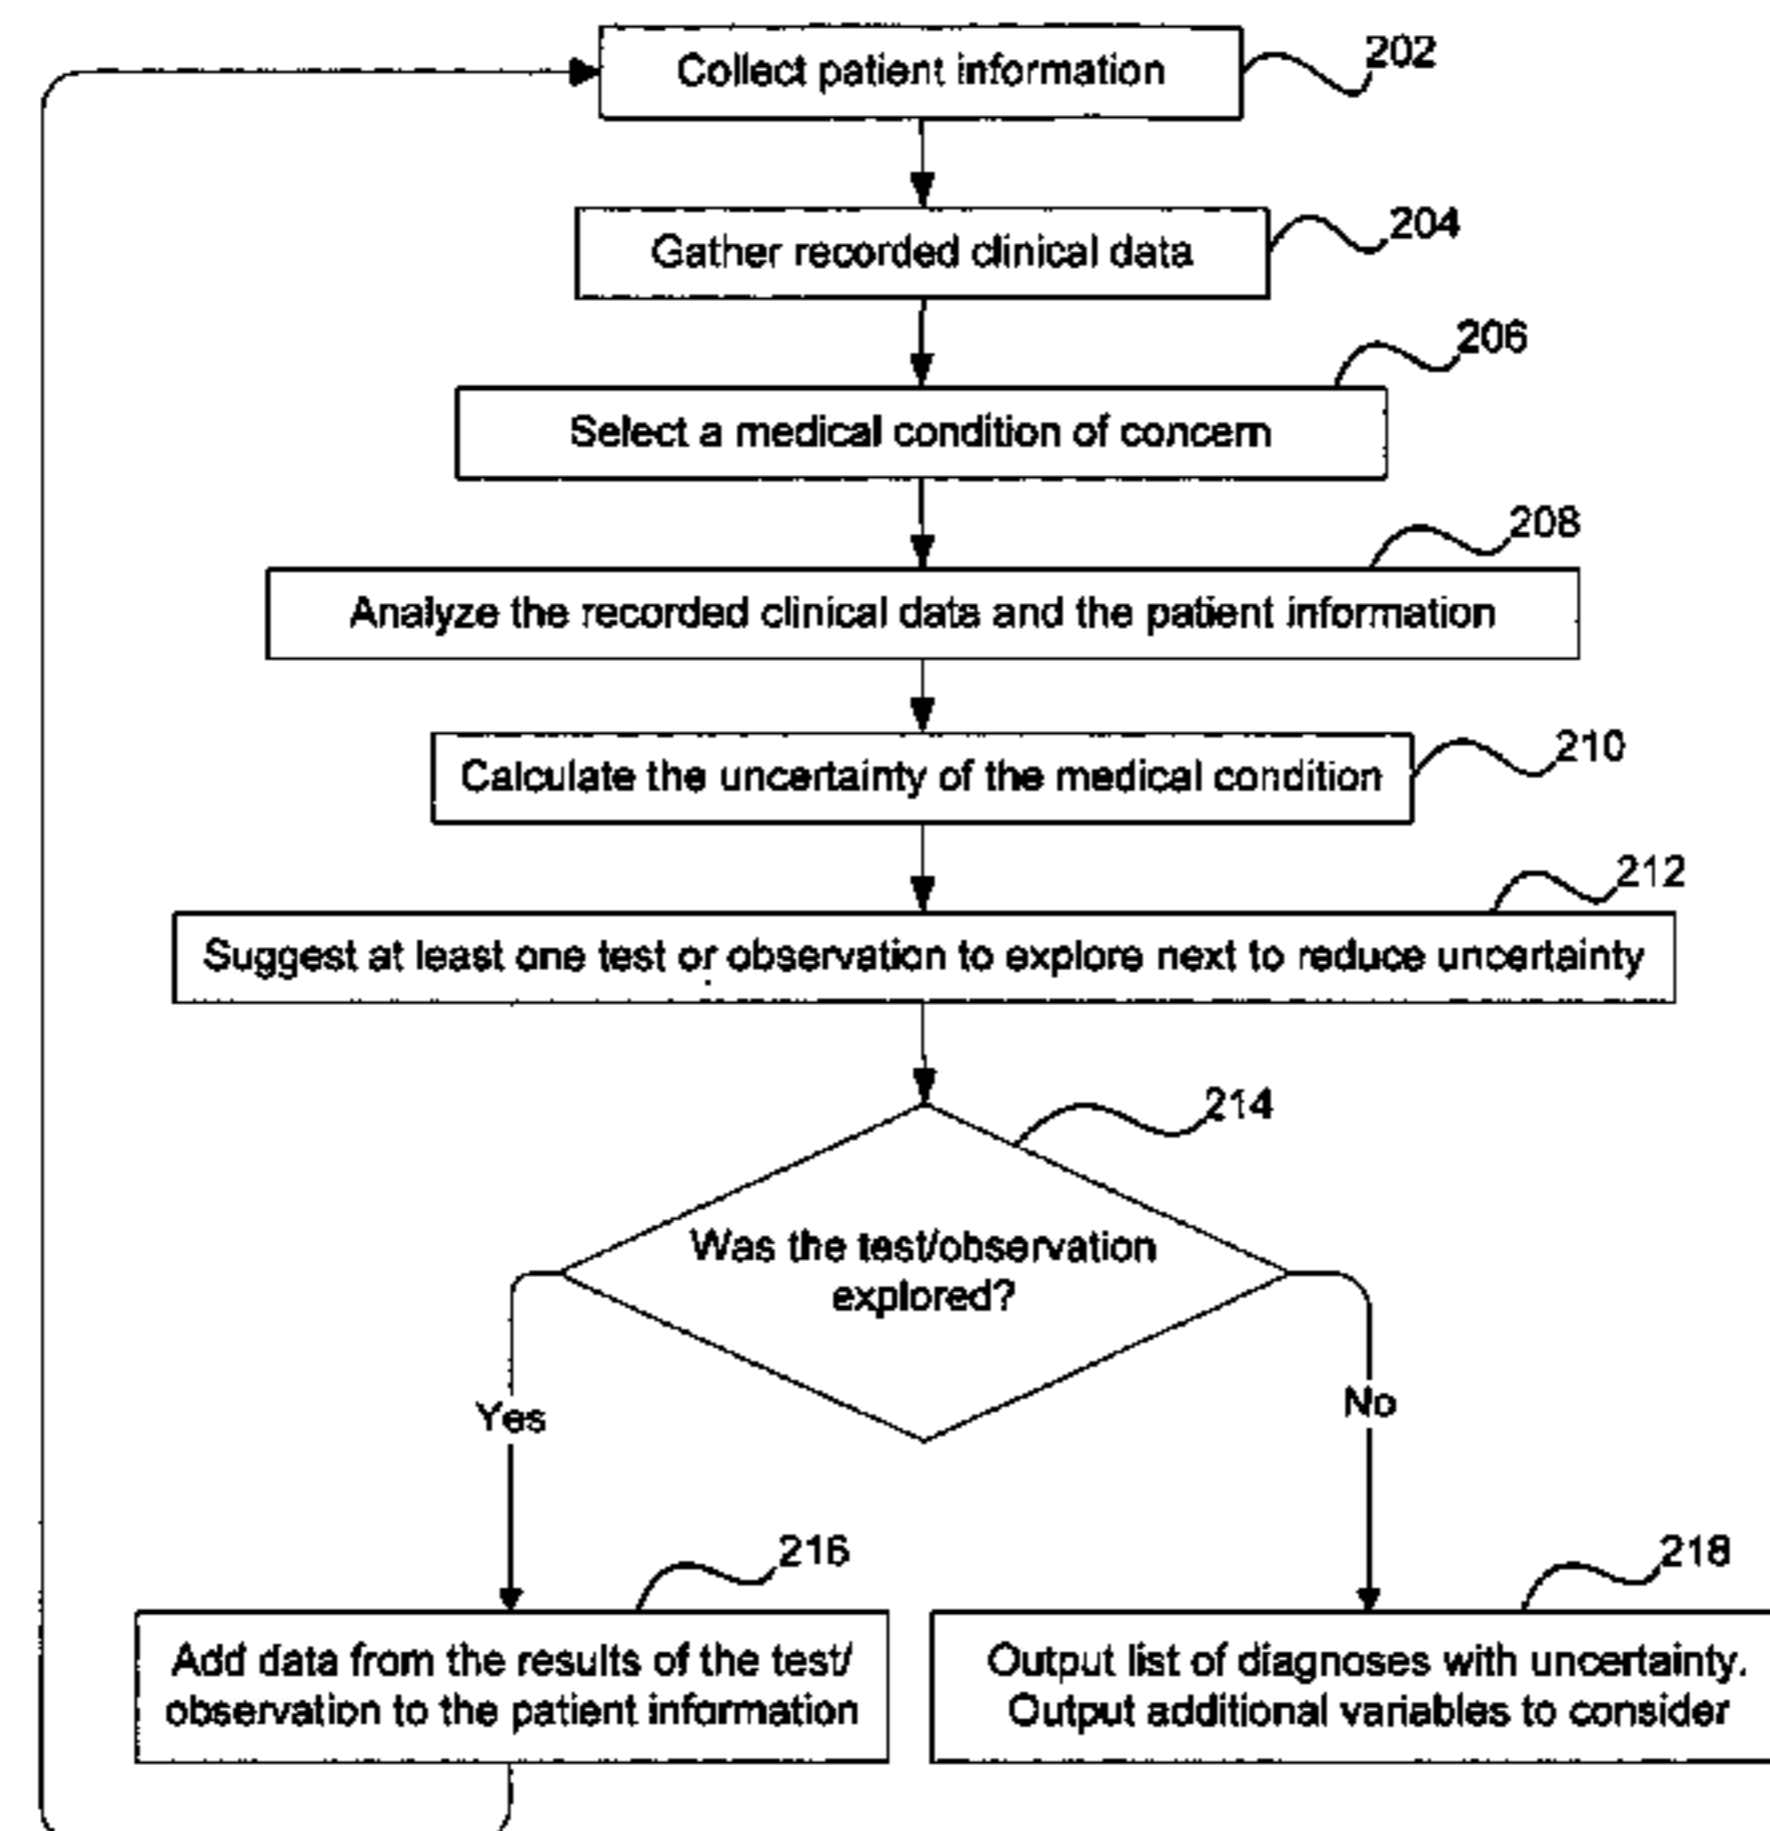 Collect patient information
202
Gather recorded clinical data
204
206
Select a medical condition of concern
208
Analyze the recorded clinical data and the patient information
210
Calculate the uncertainty of the medical condition
212
Suggest at least one test or observation to explore next to reduce uncertainty
214
Was the test/observation
explored?
Yes
No
216
218
Add data from the results of the test/
observation to the patient information
Output list of diagnoses with uncertainty.
Output additional variables to consider